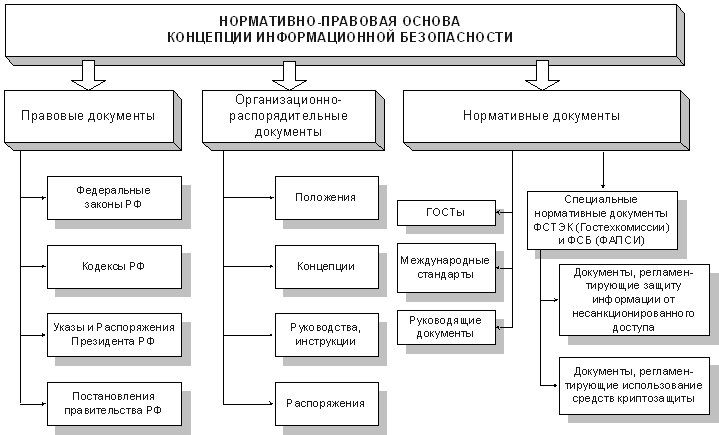 НОРМАТИВНО-ПРАВОВАЯ ОСНОВА
КОНЦЕПЦИИ ИНФОРМАЦИОННОЙ БЕЗОПАСНОСТИ
Правовые документы
Федеральные
законы РФ
Кодексы РФ
Указы и Распоряжения
Президента РФ
Постановления
правительства РФ
Организационно-
распорядительные
документы
Положения
Концепции
Руководства,
инструкции
Распоряжения
Нормативные документы
ГОСТы
Международные
стандарты
Руководящие
документы
Специальные
нормативные документы
ФСТЭК (Гостехкомиссии)
и ФСБ (ФАПСИ)
Документы, регламен-
тирующие защиту
информации от
несанкционированного
доступа
Документы, регламен-
тирующие использование
средств криптозащиты